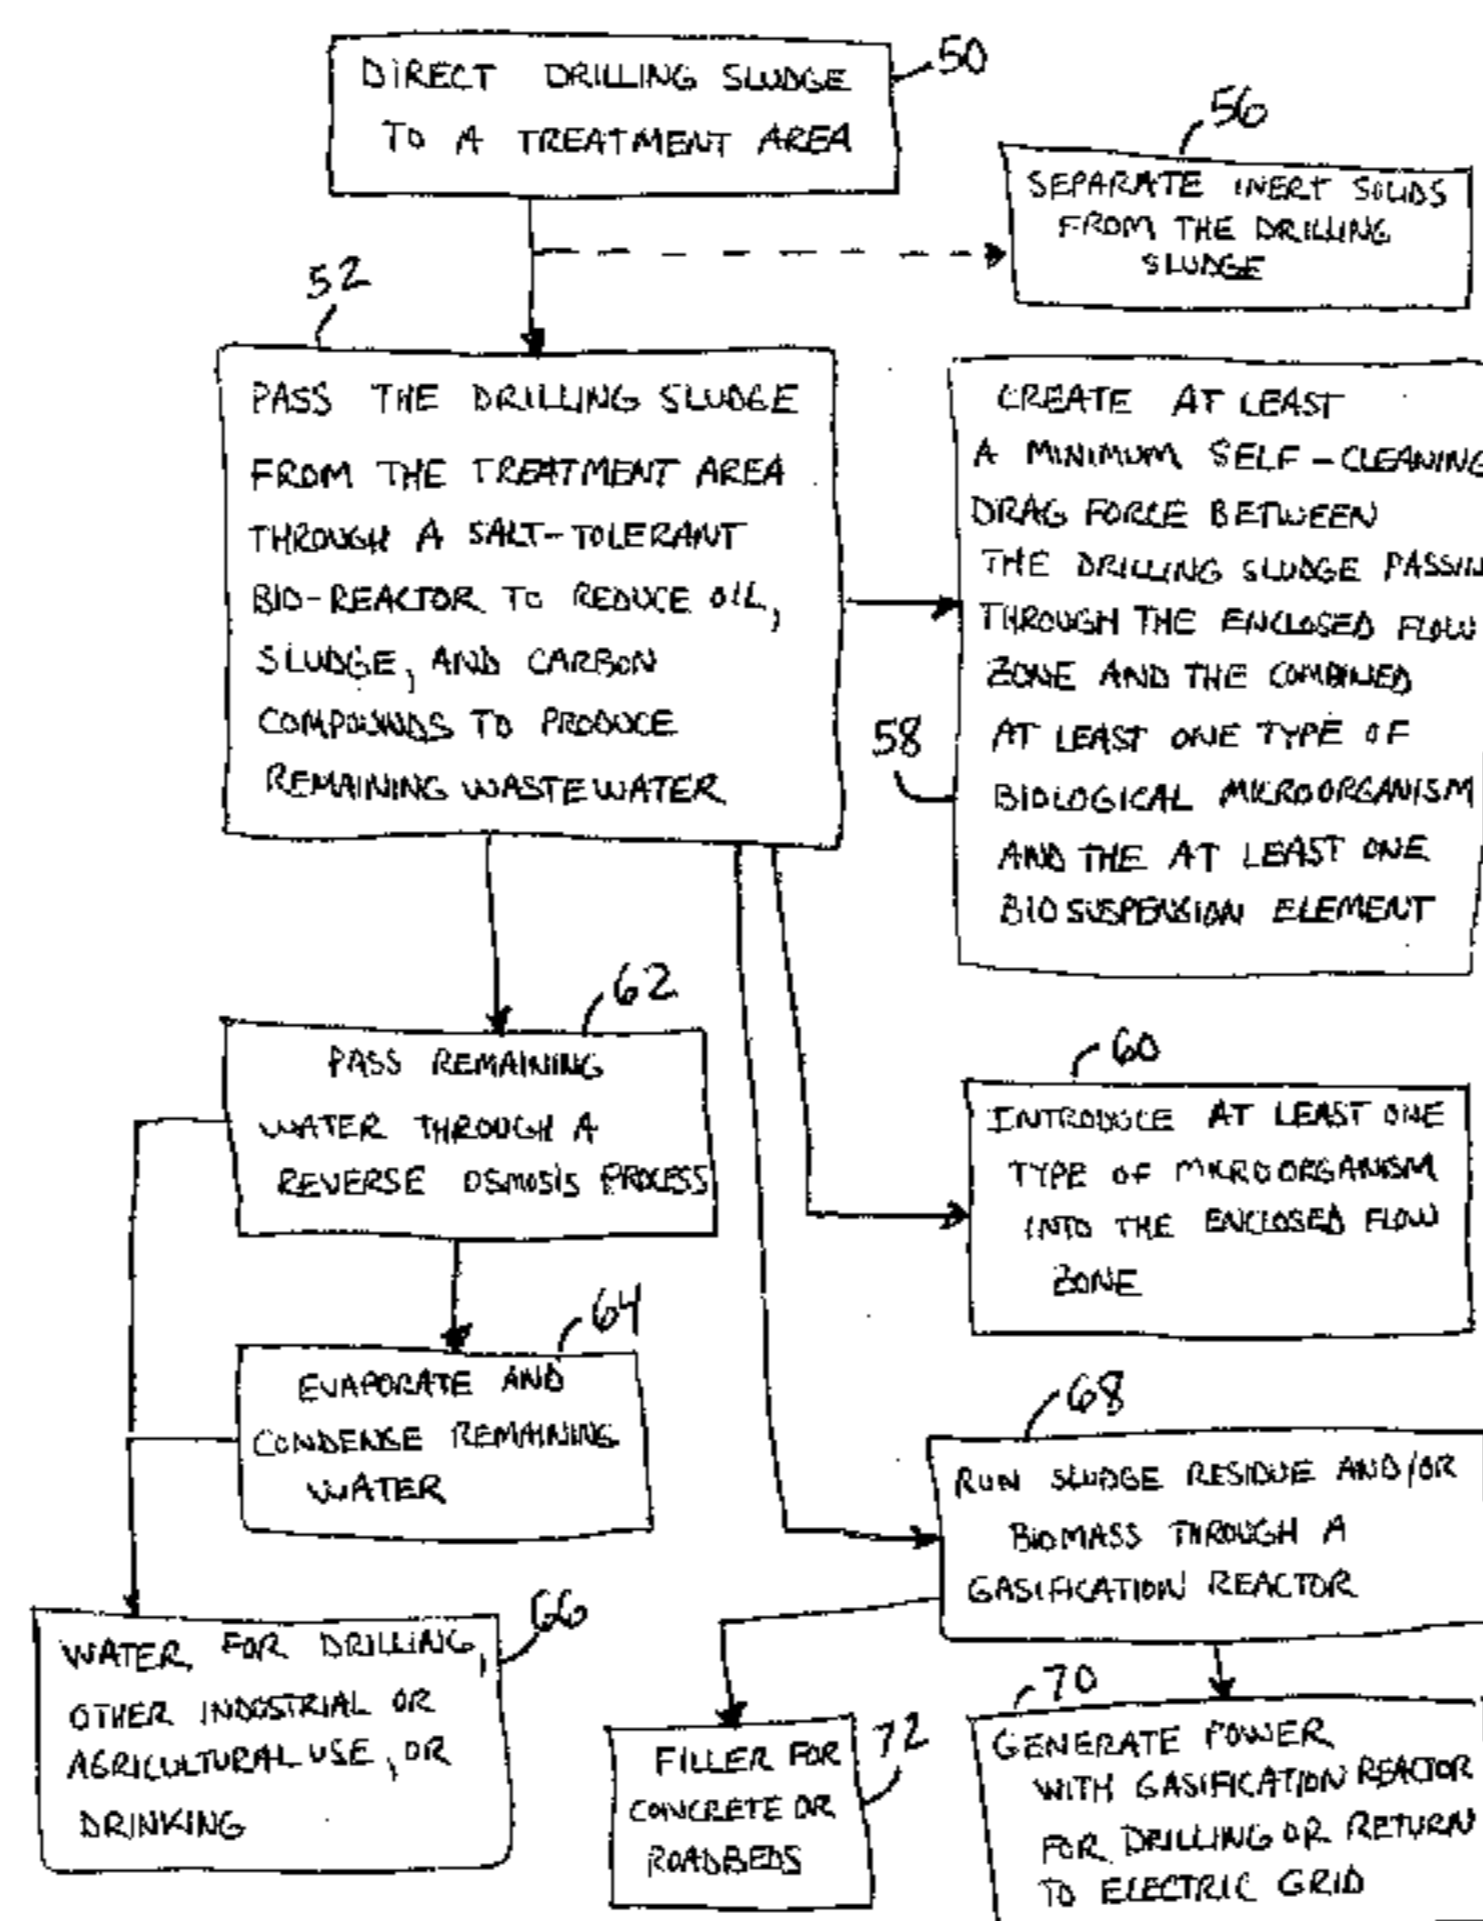 50
DIRECT DRILLING SLUDGE
TO A TREATMENT AREA
56
SEPARATE INERT SOLIDS
FROM THE DRILLING
SLUDGE
52
PASS THE DRILLING SLUDGE
FROM THE TREATMENT AREA
THROUGH A SALT-TOLERANT
BIO-REACTOR TO REDUCE OIL,
SLUDGE, AND CARBON
COMPOUNDS TO PRODUCE
REMAINING WASTEWATER
CREATE AT LEAST
A MINIMUM SELF-CLEANING
DRAG FORCE BETWEEN
THE DRILLING SLUDGE PASSIN
THROUGH THE ENCLOSED FLOW
ZONE AND THE COMBINED
58
AT LEAST ONE TYPE OF
BIOLOGICAL MICROORGANISM
AND THE AT LEAST ONE
BIOSUSPENSION ELEMENT
62
PASS REMAINING
WATER THROUGH A
REVERSE OSMOSIS PROCESS
60
INTRODUCE AT LEAST ONE
TYPE OF MICROORGANISM
INTO THE ENCLOSED FLOW
ZONE
64
EVAPORATE AND
CONDENSE REMAINING
WATER
68
RUN SLUDGE RESIDUE AND/OR
BIOMASS THROUGH A
GASIFICATION REACTOR
66
WATER FOR DRILLING,
OTHER INDUSTRIAL OR
AGRICULTURAL USE, OR
DRINKING
72
FILLER FOR
CONCRETE OR
ROADBEDS
70
GENERATE POWER
WITH GASIFICATION REACTOR
FOR DRILLING OR RETURN
TO ELECTRIC GRID